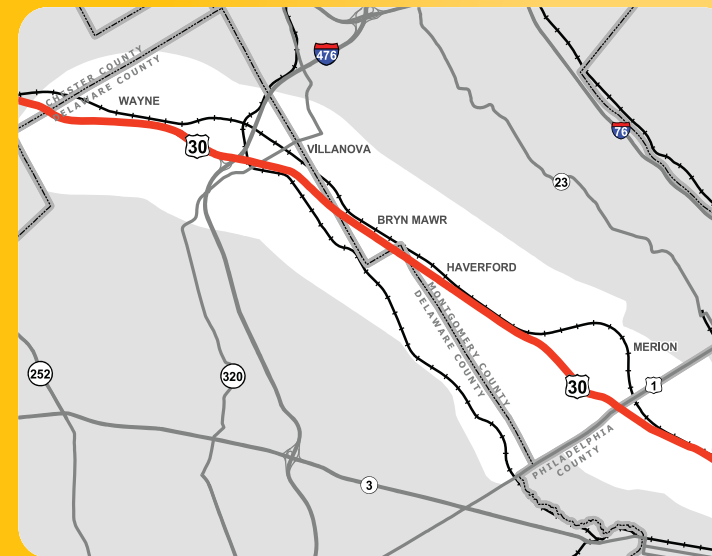 476
CHESTER COUNTY
DELAWARE COUNTY
WAYNE
76
30
VILLANOVA
23
BRYN MAWR
HAVERFORD
MONTGOMERY COUNTY
DELAWARE COUNTY
MERION
252
320
30
1
PHILADELPHIA
COUNTY
3